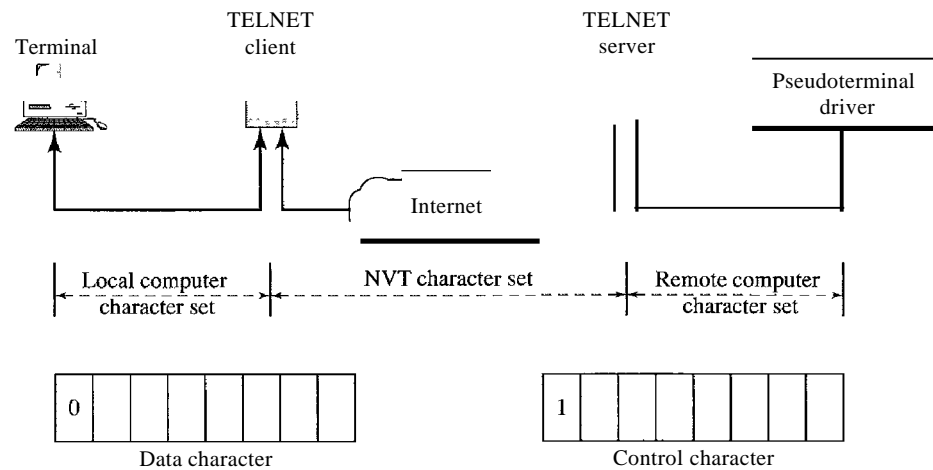 TELNET
client
TELNET
server
Terminal
Pseudoterminal
driver
Internet
Local computer
character set
NVT character set
Remote computer
character set
0
1
Data character
Control character